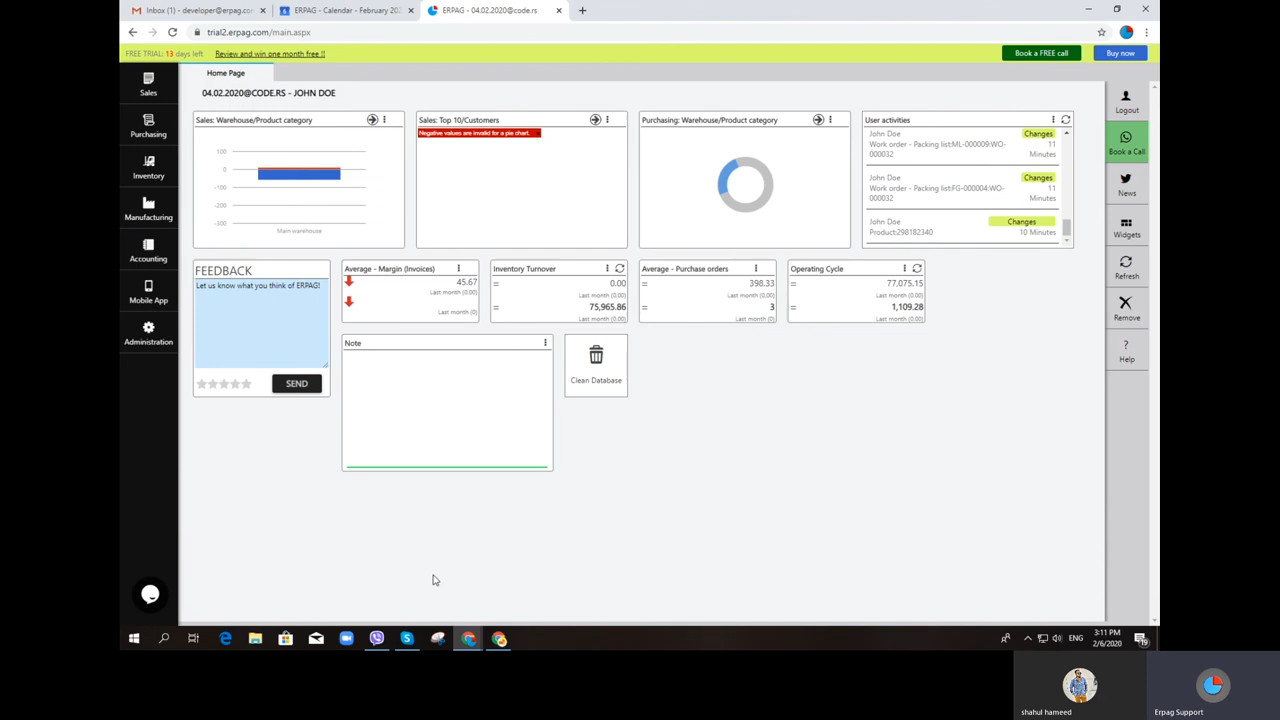 Inbox (1) - developer@erpag.co
ERPAG - Calendar - February 202
ERPAG - 04.02.2020@code.rs
trial2.erpag.com/main.aspx
FREE TRIAL: 13 days left
Review and win one month free !!
Book a FREE call
Buy now
Sales
Purchasing
Inventory
Manufacturing
Accounting
Mobile App
Administration
Home Page
04.02.2020@CODE.RS - JOHN DOE
Sales: Warehouse/Product category
100
0
-100
-200
-300
Main warehouse
Sales: Top 10/Customers
Negative values are invalid for a pie chart.
Purchasing: Warehouse/Product category
User activities
John Doe
Changes
Work order - Packing list:ML-000009:WO-000032
11 Minutes
John Doe
Changes
Work order - Packing list:FG-000004:WO-000032
11 Minutes
John Doe
Changes
Product:298182340
10 Minutes
FEEDBACK
Let us know what you think of ERPAG!
SEND
Average - Margin (Invoices)
45.67
Last month (0.00)
Last month (0)
Inventory Turnover
= 0.00
Last month (0.00)
= 75,965.86
Last month (0.00)
Average - Purchase orders
= 398.33
Last month (0.00)
= 3
Last month (0)
Operating Cycle
= 77,075.15
Last month (0.00)
= 1,109.28
Last month (0.00)
Note
Clean Database
Logout
Book a Call
News
Widgets
Refresh
Remove
?
Help
ENG
3:11 PM
2/6/2020
19
shahul hameed
Erpag Support